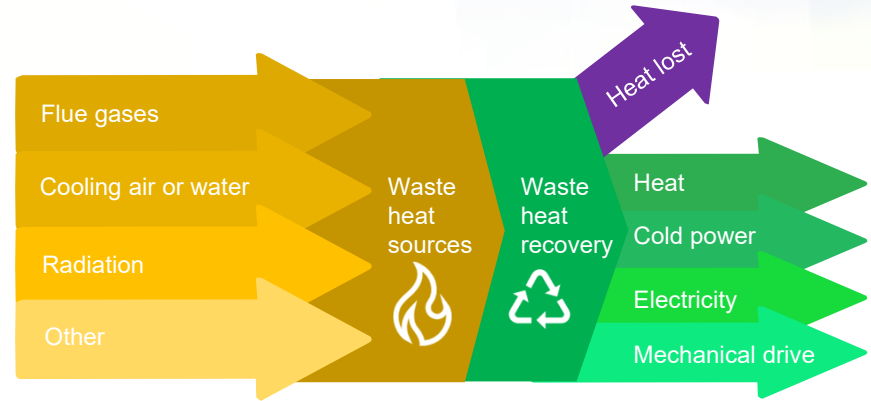 Flue gases
Cooling air or water
Radiation
Other
Waste
heat
sources
Waste
heat
recovery
Heat lost
Heat
Cold power
Electricity
Mechanical drive